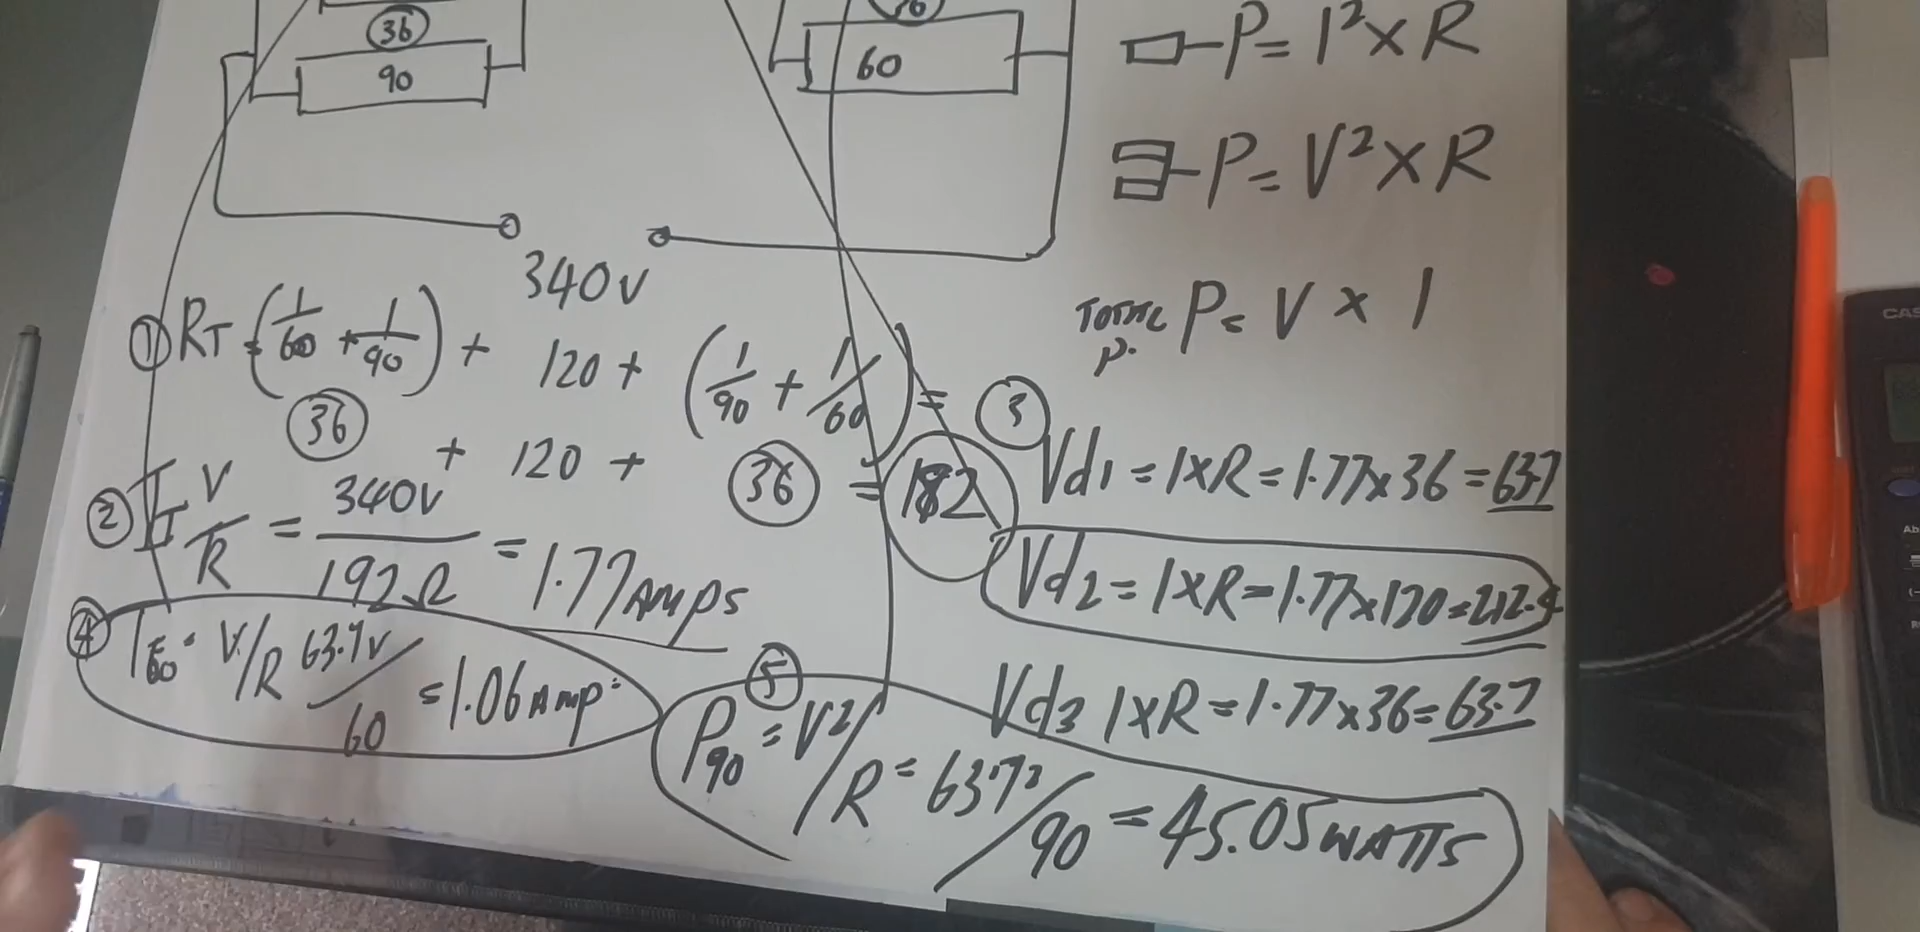 36
90
36
60
P = I² × R
P = V² × R
340V
TOTAL P. P = V × I
① RT = (1/60 + 1/90) + 120 + (1/90 + 1/60) =
36 + 120 + 36 = 192
② I V/R = 340V/192Ω = 1.77 AMPS
③
Vd1 = I×R = 1.77×36 = 63.7
Vd2 = I×R = 1.77×120 = 212.4
Vd3 I×R = 1.77×36 = 63.7
④ I60 = V/R 63.7V/60 = 1.06 AMP
⑤
P90 = V²/R = 63.7²/90 = 45.05 WATTS
CAS